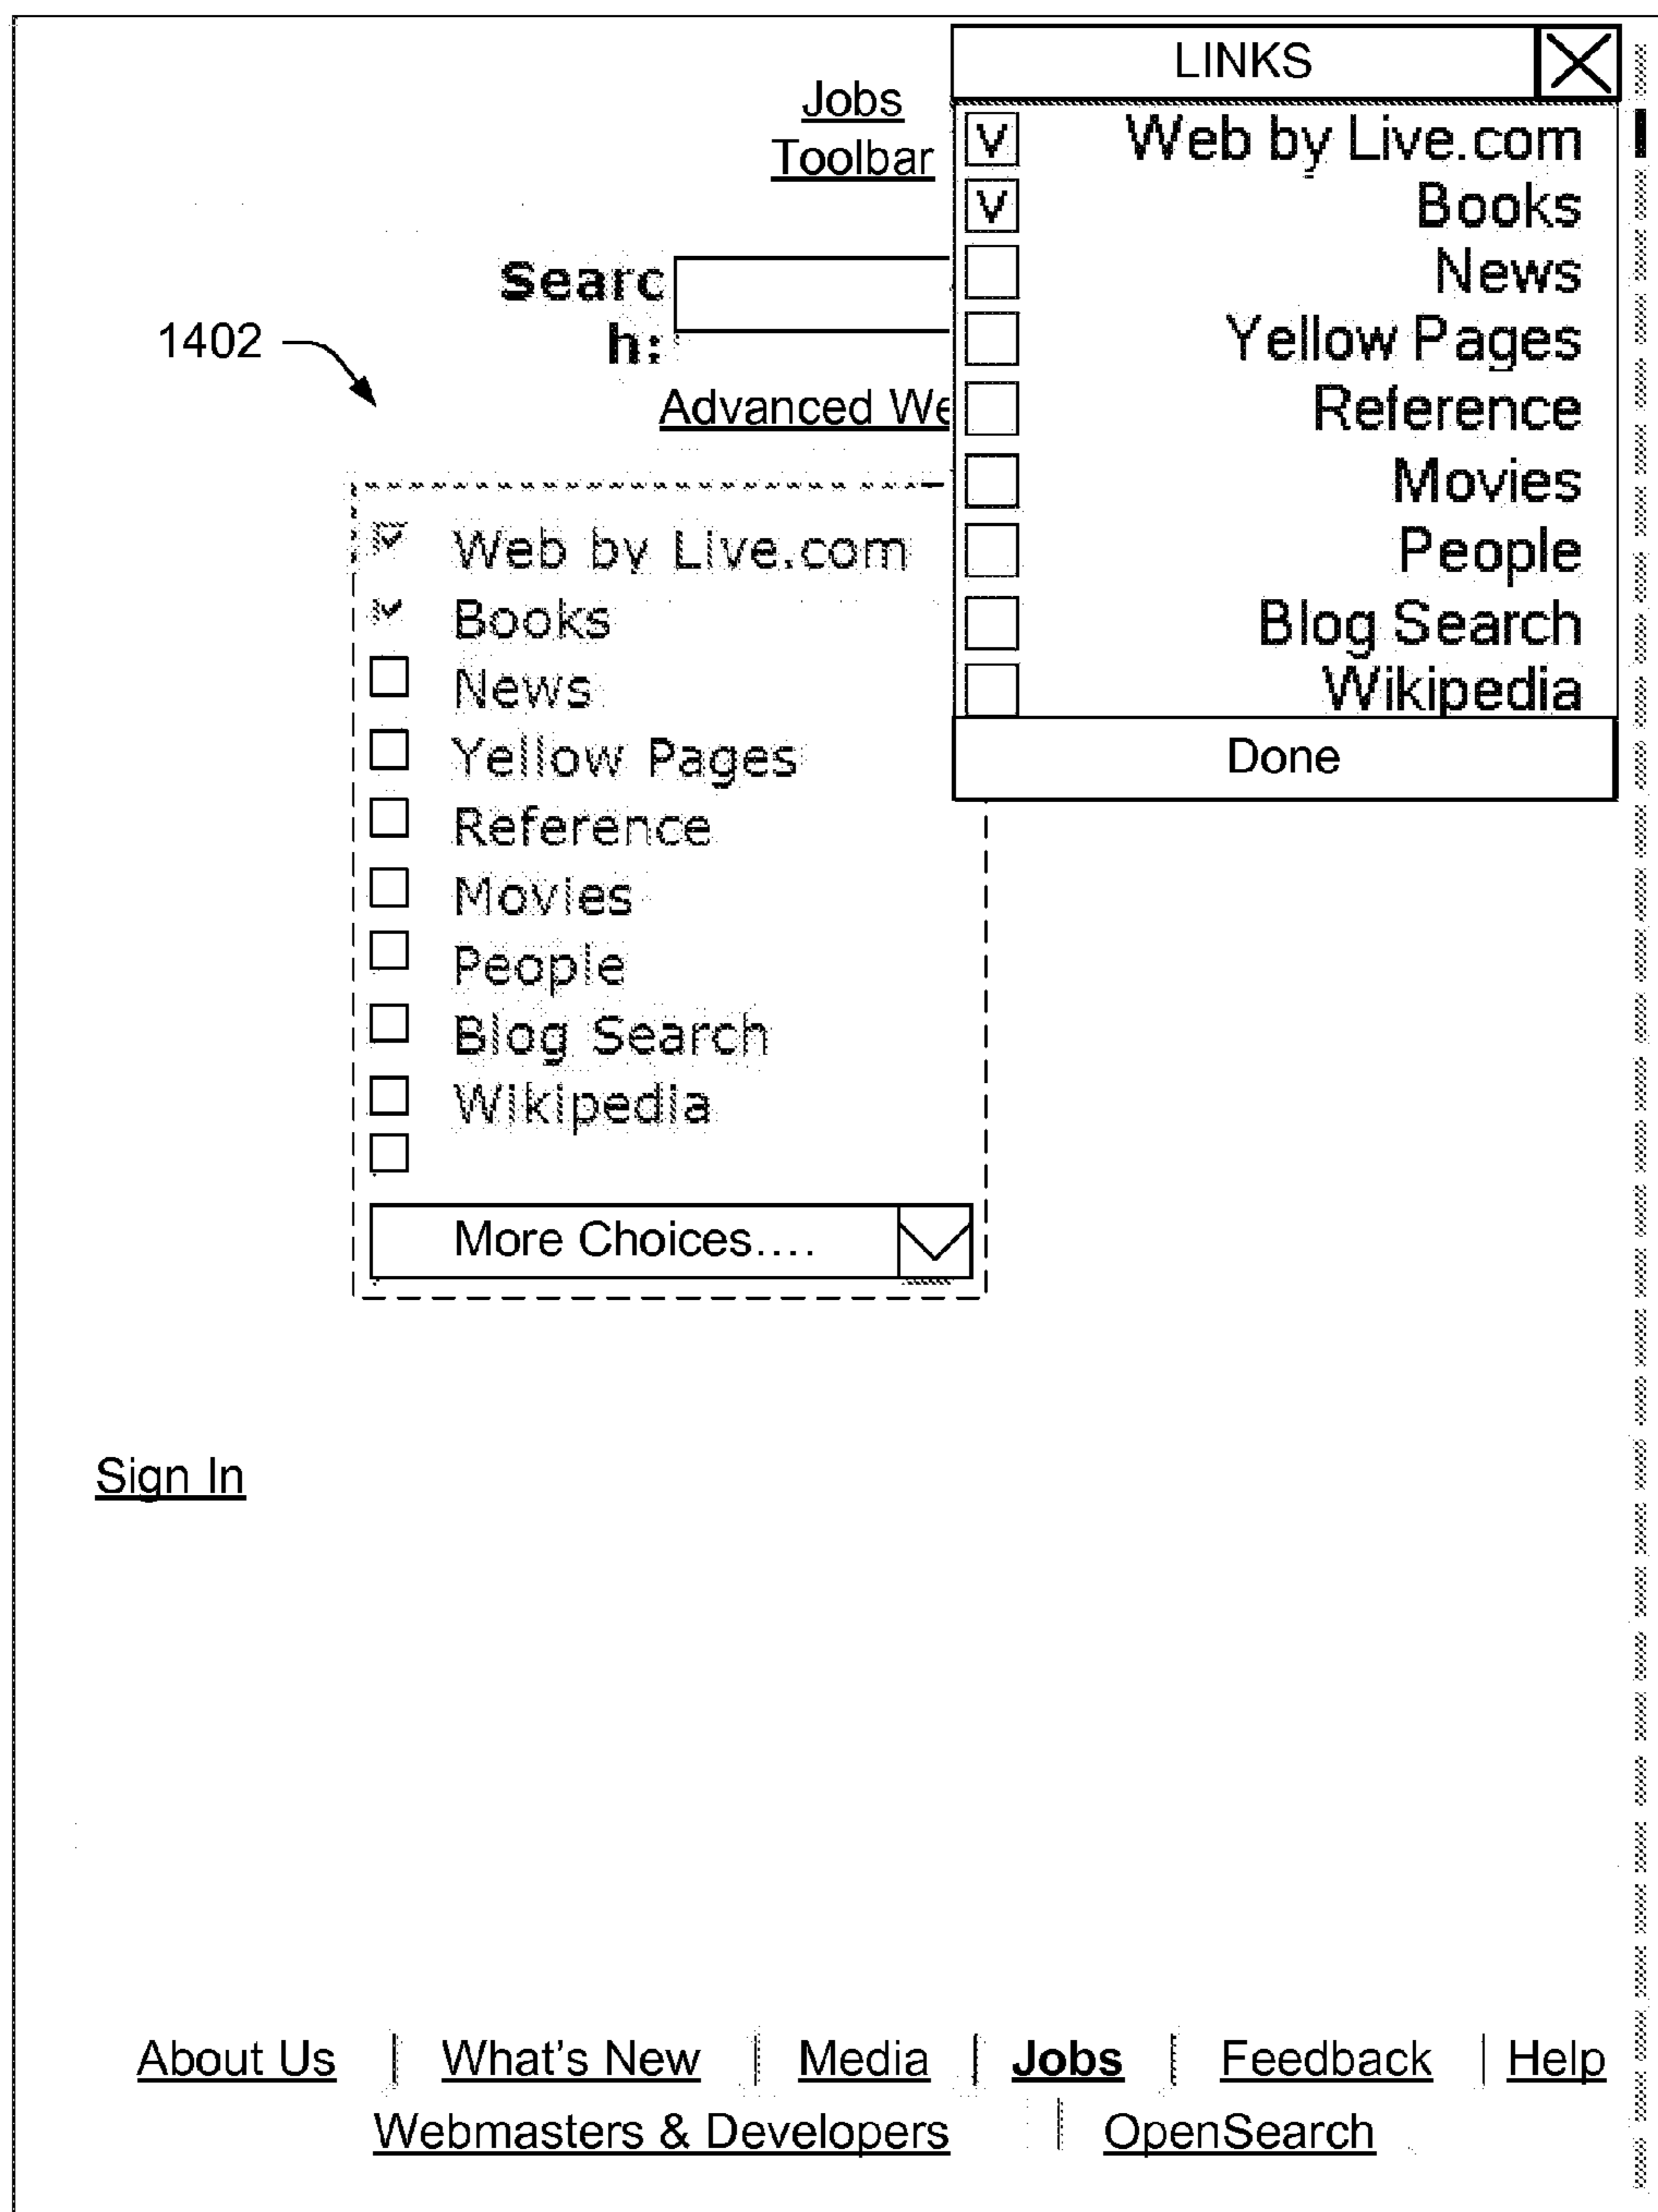 LINKS
Jobs
Toolbar
V Web by Live.com
V Books
News
Yellow Pages
Reference
Movies
People
Blog Search
Wikipedia
Done
Searc
h:
1402
Advanced We
Web by Live.com
Books
News
Yellow Pages
Reference
Movies
People
Blog Search
Wikipedia
More Choices....
Sign In
About Us | What's New | Media | Jobs | Feedback | Help
Webmasters & Developers | OpenSearch